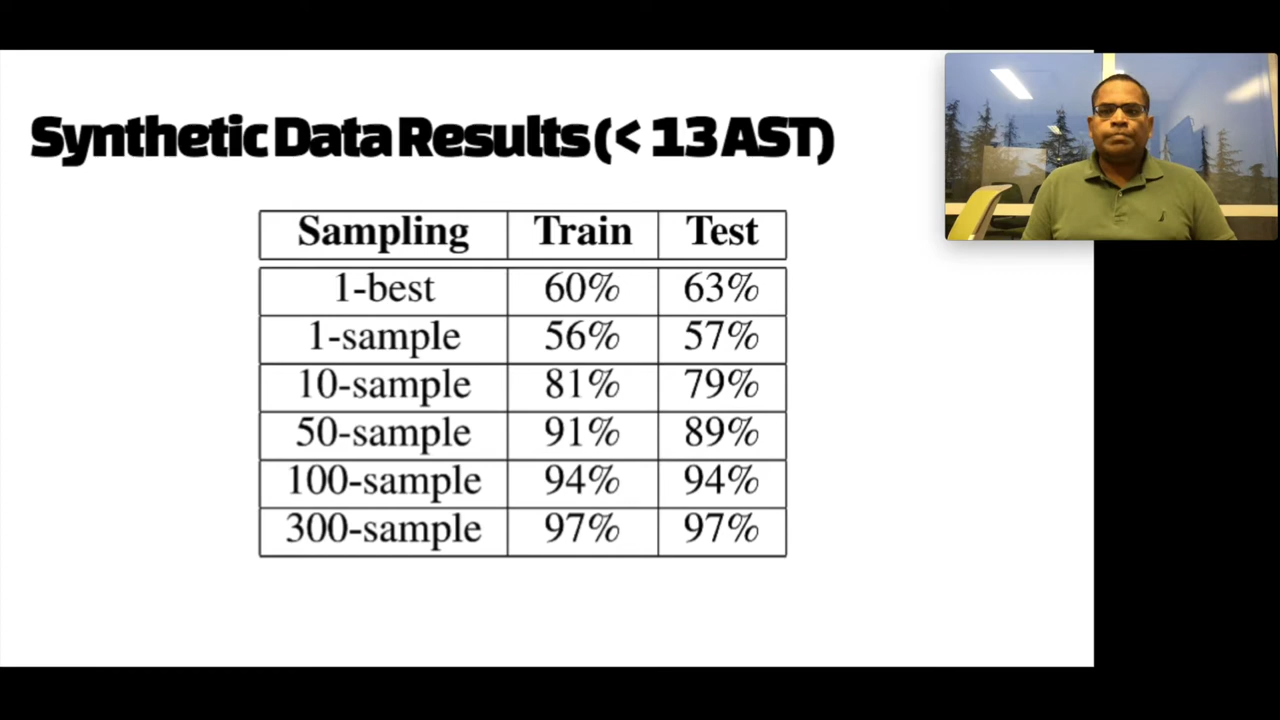 Synthetic Data Results (< 13 AST)
Sampling Train Test
1-best 60% 63%
1-sample 56% 57%
10-sample 81% 79%
50-sample 91% 89%
100-sample 94% 94%
300-sample 97% 97%